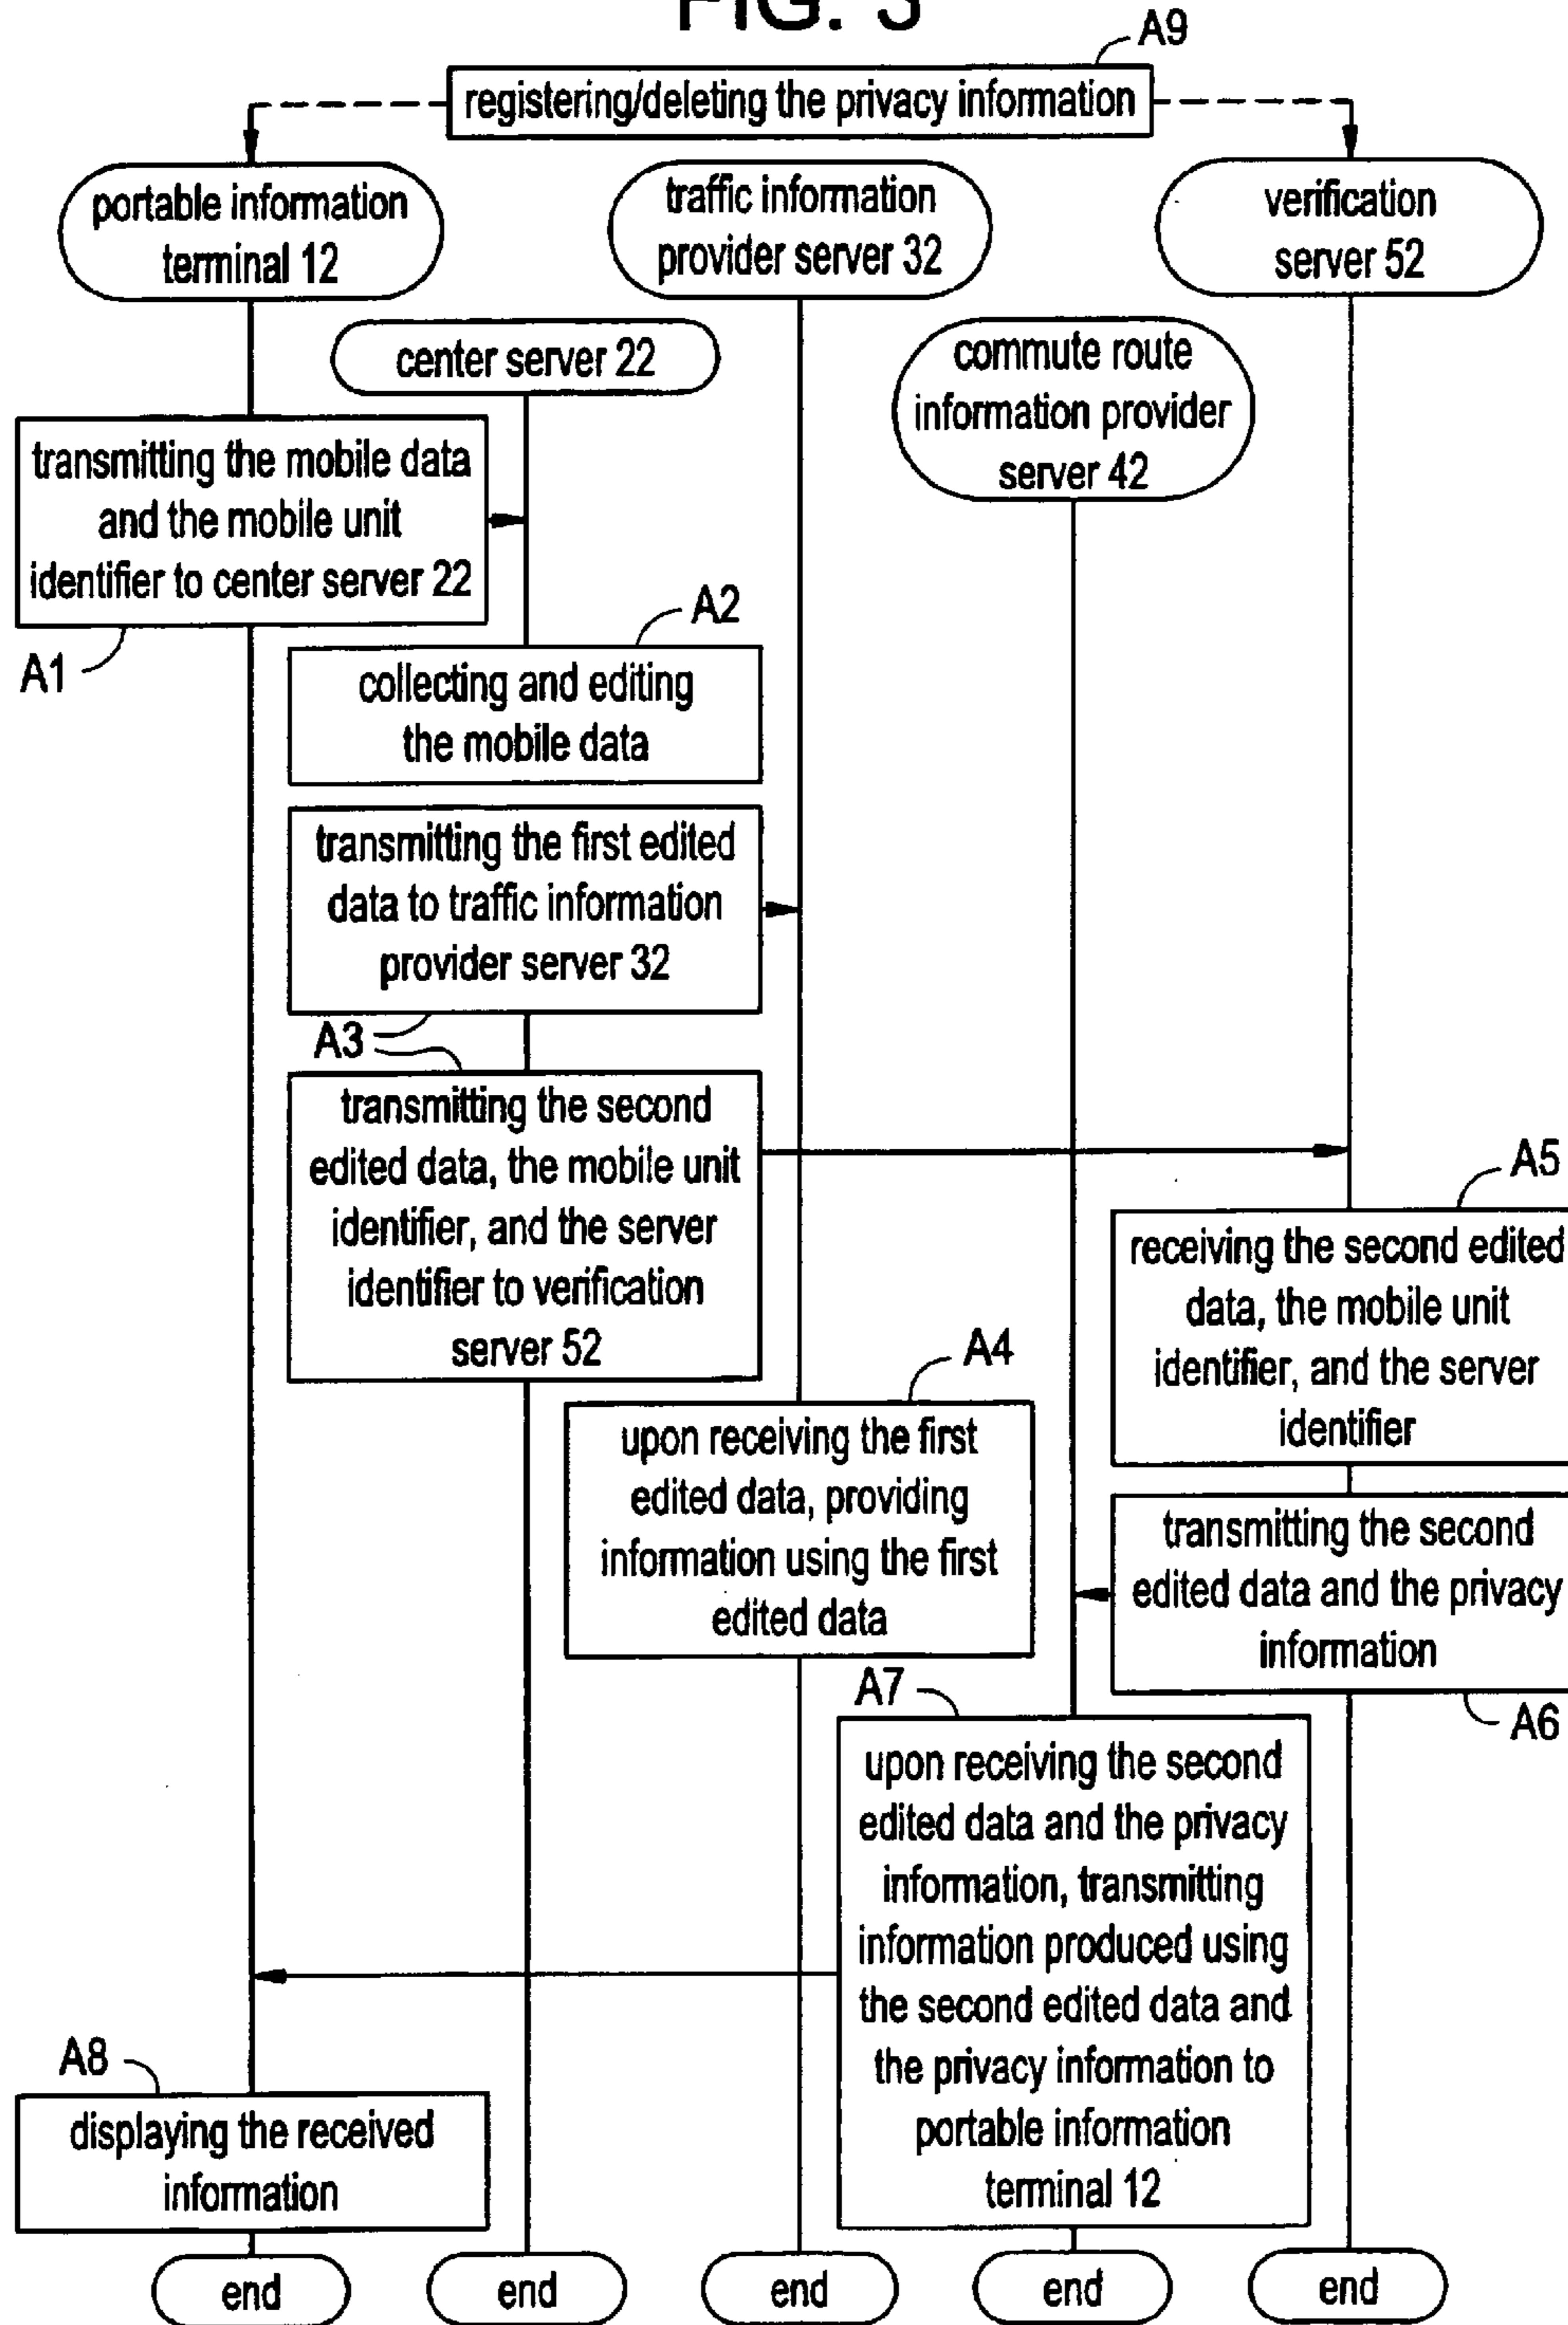 FIG. 3
A9
registering/deleting the privacy information
portable information
terminal 12
traffic information
provider server 32
verification
server 52
center server 22
commute route
information provider
server 42
transmitting the mobile data
and the mobile unit
identifier to center server 22
A1
A2
collecting and editing
the mobile data
transmitting the first edited
data to traffic information
provider server 32
A3
transmitting the second
edited data, the mobile unit
identifier, and the server
identifier to verification
server 52
A5
receiving the second edited
data, the mobile unit
identifier, and the server
identifier
A4
upon receiving the first
edited data, providing
information using the first
edited data
transmitting the second
edited data and the privacy
information
A6
A7
upon receiving the second
edited data and the privacy
information, transmitting
information produced using
the second edited data and
the privacy information to
portable information
terminal 12
A8
displaying the received
information
end
end
end
end
end